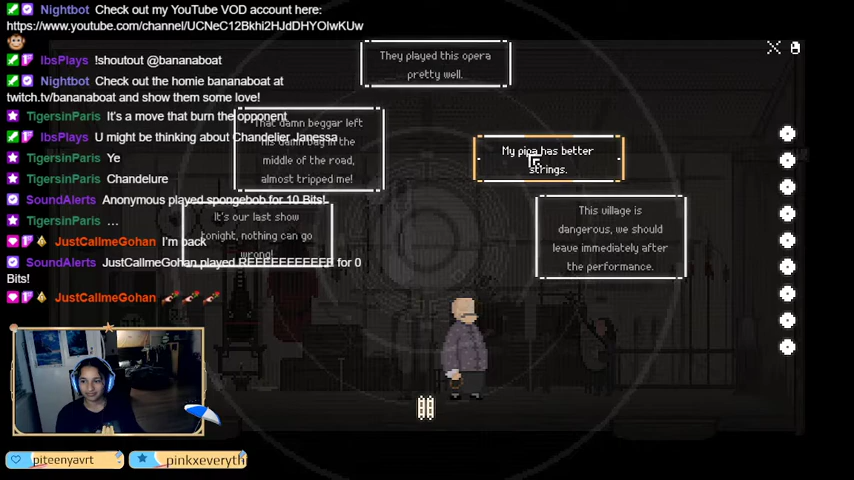 Nightbot Check out my YouTube VOD account here:
https://www.youtube.com/channel/UCNeC12Bkhi2HJdDHYOlwKUw
IbsPlays !shoutout @bananaboat
Nightbot Check out the homie bananaboat at
twitch.tv/bananaboat and show them some love!
TigersinParis It's a move that burn the opponent
IbsPlays U might be thinking about Chandelier Janessa
TigersinParis Ye
TigersinParis Chandelure
SoundAlerts Anonymous played spongebob for 10 Bits!
TigersinParis ...
JustCallmeGohan I'm back
SoundAlerts JustCallmeGohan played REEEEEEEEEER for 0
Bits!
JustCallmeGohan
They played this opera
pretty well.
That damn beggar left
his damn bag in the
middle of the road,
almost tripped me!
My pipa has better
strings.
It's our last show
tonight, nothing can go
wrong!
This village is
dangerous, we should
leave immediately after
the performance.
piteenyavrt
pinkxeveryth